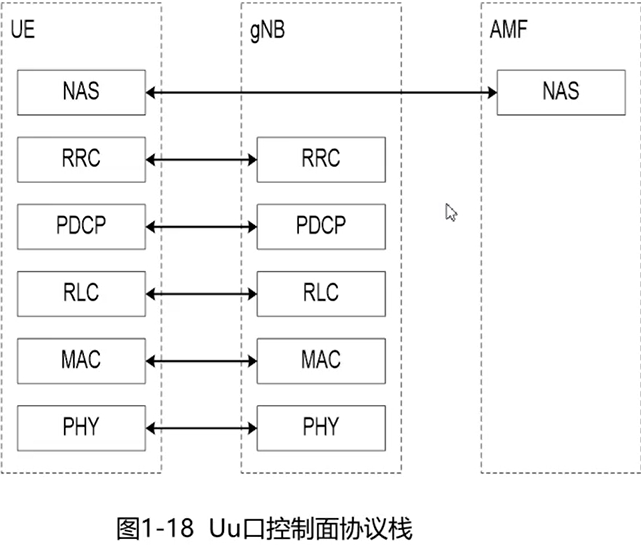 UE gNB AMF
NAS NAS
RRC RRC
PDCP PDCP
RLC RLC
MAC MAC
PHY PHY
图1-18 Uu口控制面协议栈